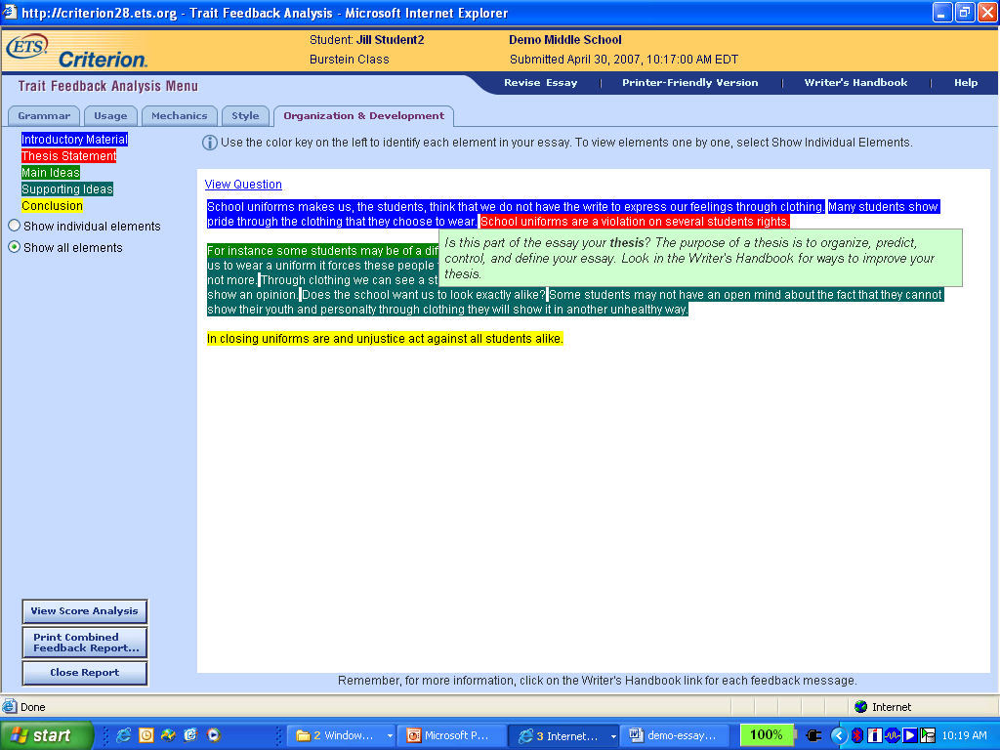 http://criterion28.ets.org - Trait Feedback Analysis - Microsoft Internet Explorer
ETS Criterion.
Student: Jill Student2
Demo Middle School
Burstein Class
Submitted April 30, 2007, 10:17:00 AM EDT
Trait Feedback Analysis Menu
Revise Essay | Printer-Friendly Version | Writer's Handbook | Help
Grammar Usage Mechanics Style Organization & Development
Introductory Material
Thesis Statement
Main Ideas
Supporting Ideas
Conclusion
Show individual elements
Show all elements
Use the color key on the left to identify each element in your essay. To view elements one by one, select Show Individual Elements.
View Question
School uniforms makes us, the students, think that we do not have the write to express our feelings through clothing. Many students show
pride through the clothing that they choose to wear. School uniforms are a violation on several students rights.
For instance some students may be of a dif
us to wear a uniform it forces these people
not more. Through clothing we can see a st
show an opinion. Does the school want us to look exactly alike? Some students may not have an open mind about the fact that they cannot
show their youth and personalty through clothing they will show it in another unhealthy way.
Is this part of the essay your thesis? The purpose of a thesis is to organize, predict,
control, and define your essay. Look in the Writer's Handbook for ways to improve your
thesis.
In closing uniforms are and unjustice act against all students alike.
View Score Analysis
Print Combined
Feedback Report...
Close Report
Remember, for more information, click on the Writer's Handbook link for each feedback message.
Done
Internet
start
2 Window...
Microsoft P...
3 Internet...
demo-essay...
100%
10:19 AM